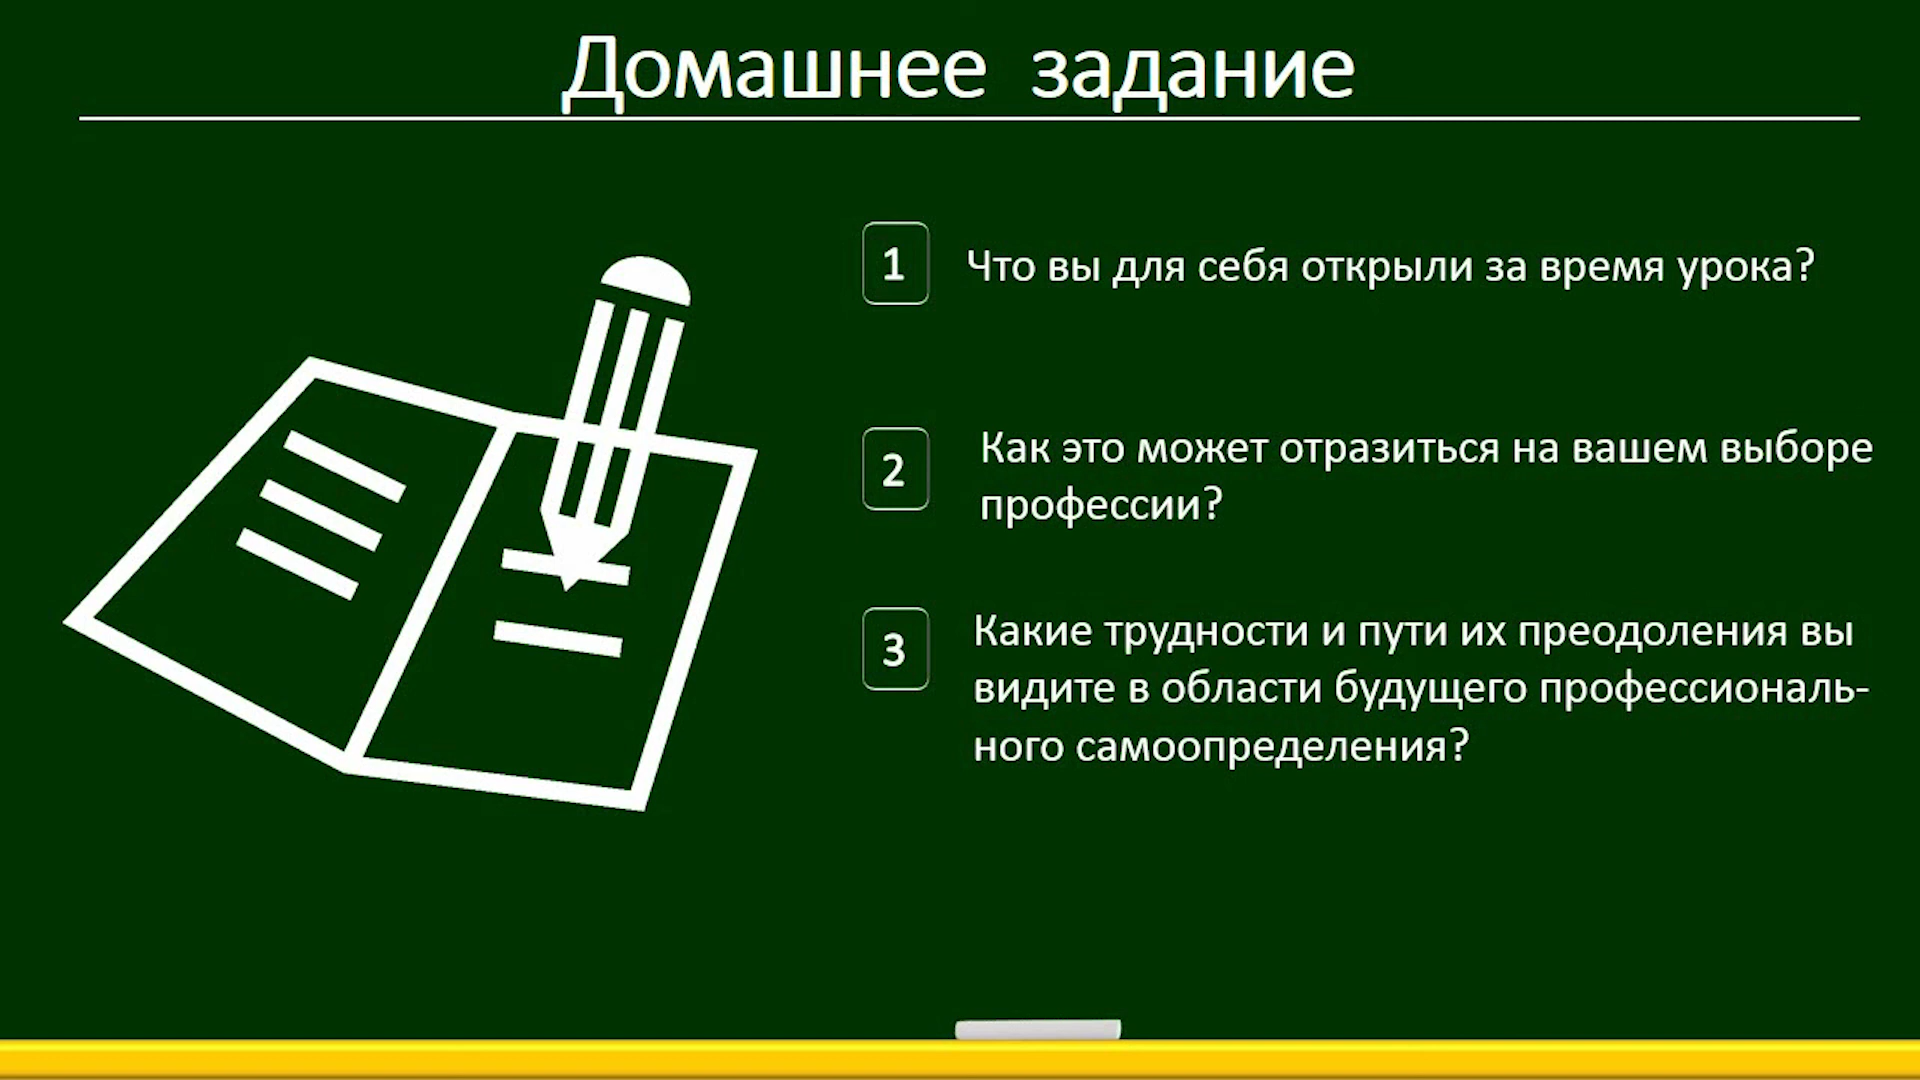 Домашнее задание
1 Что вы для себя открыли за время урока?
2 Как это может отразиться на вашем выборе
профессии?
3 Какие трудности и пути их преодоления вы
видите в области будущего профессиональ-
ного самоопределения?